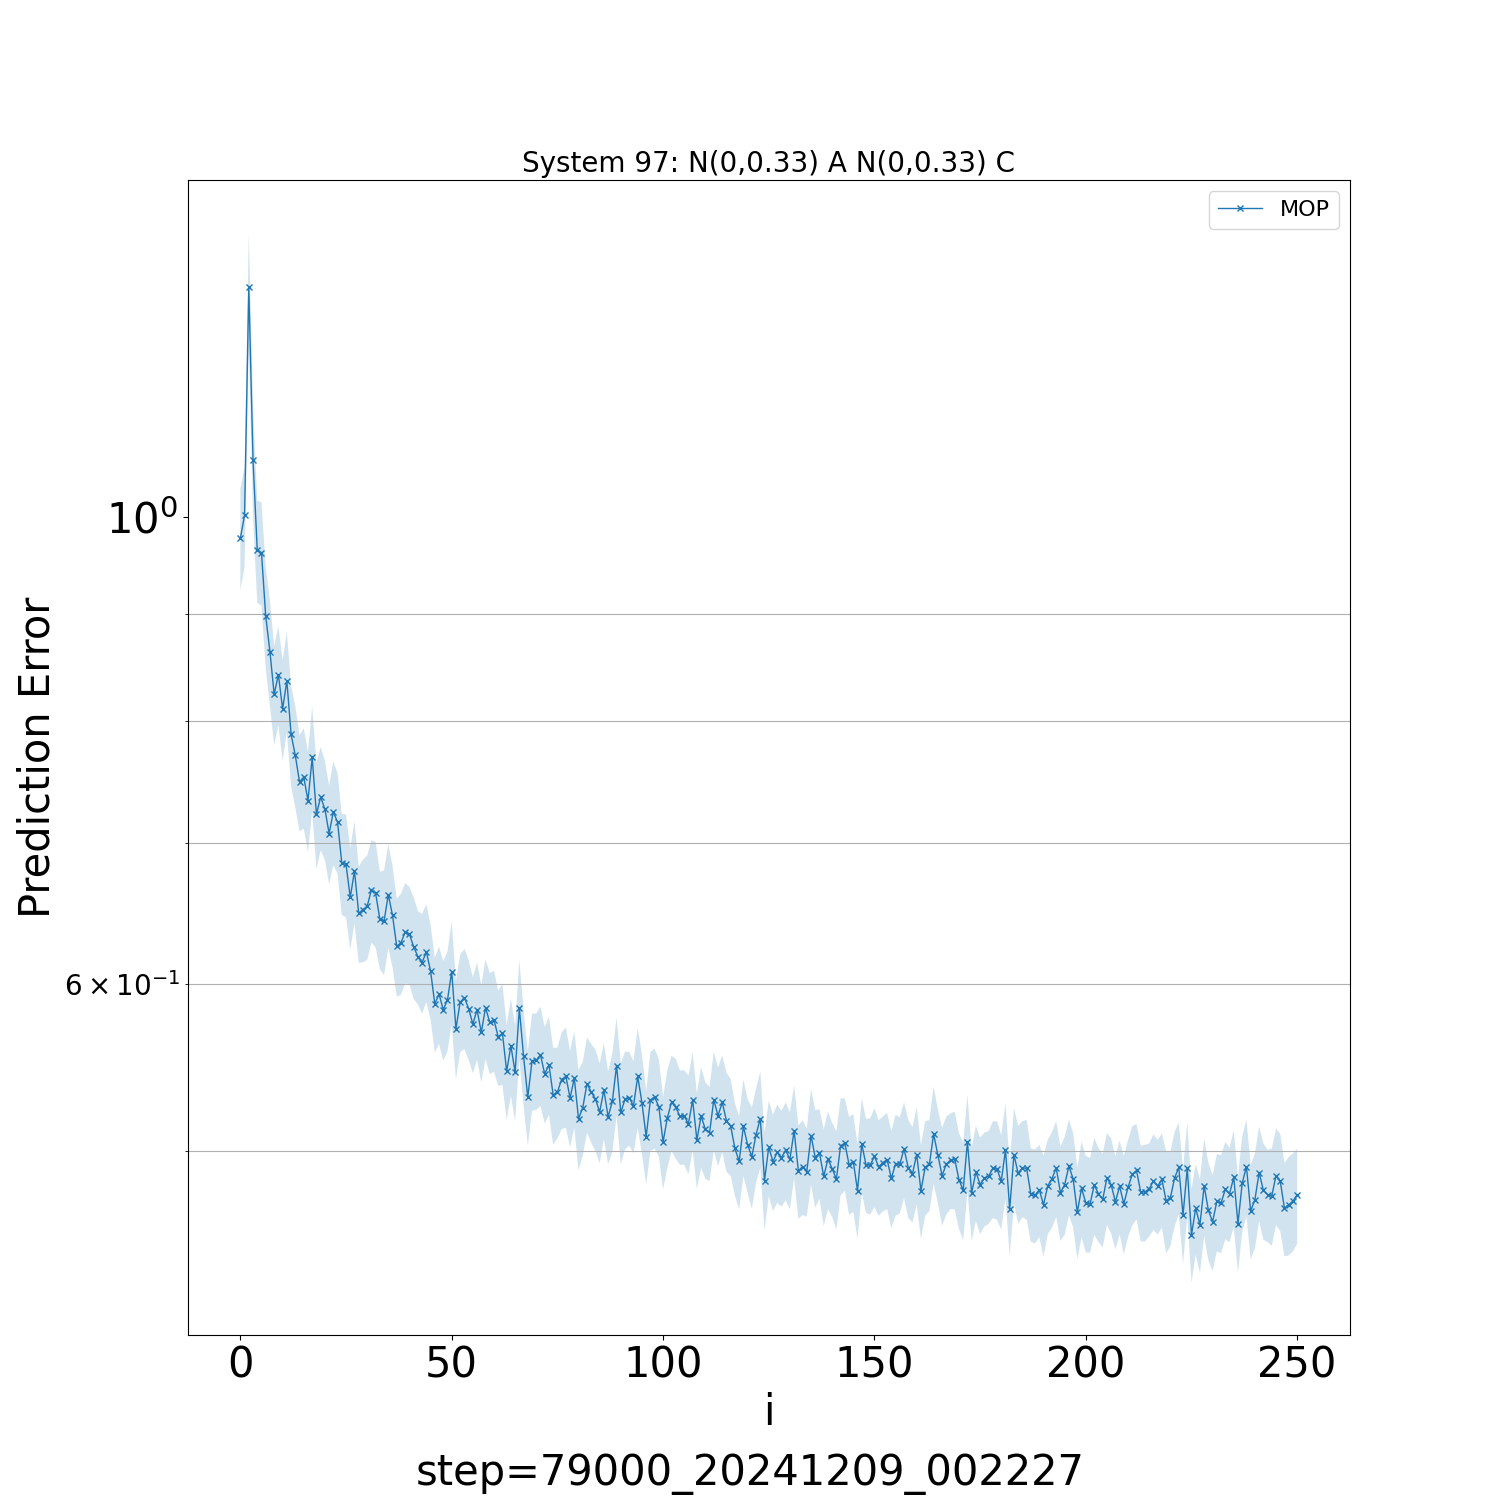 System 97: N(0,0.33) A N(0,0.33) C
MOP
10⁰
6 × 10⁻¹
Prediction Error
0 50 100 150 200 250
i
step=79000_20241209_002227